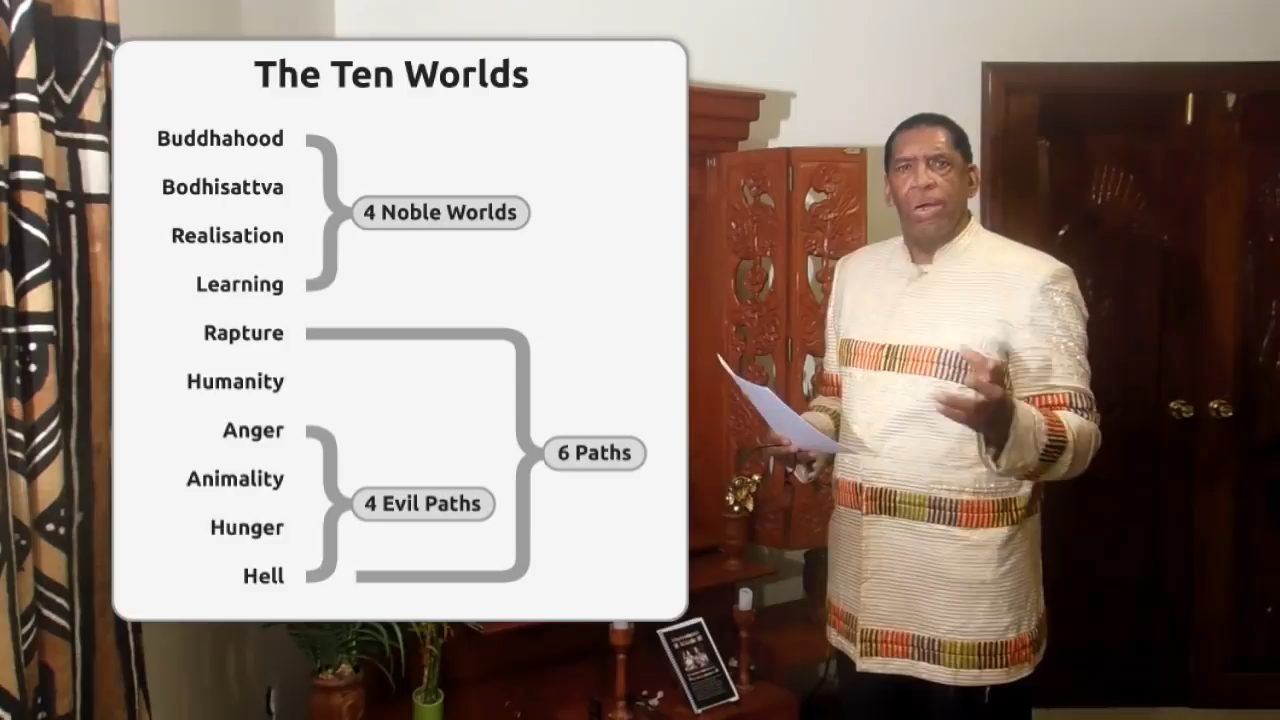 The Ten Worlds
Buddhahood
Bodhisattva
4 Noble Worlds
Realisation
Learning
Rapture
Humanity
Anger
6 Paths
Animality
4 Evil Paths
Hunger
Hell